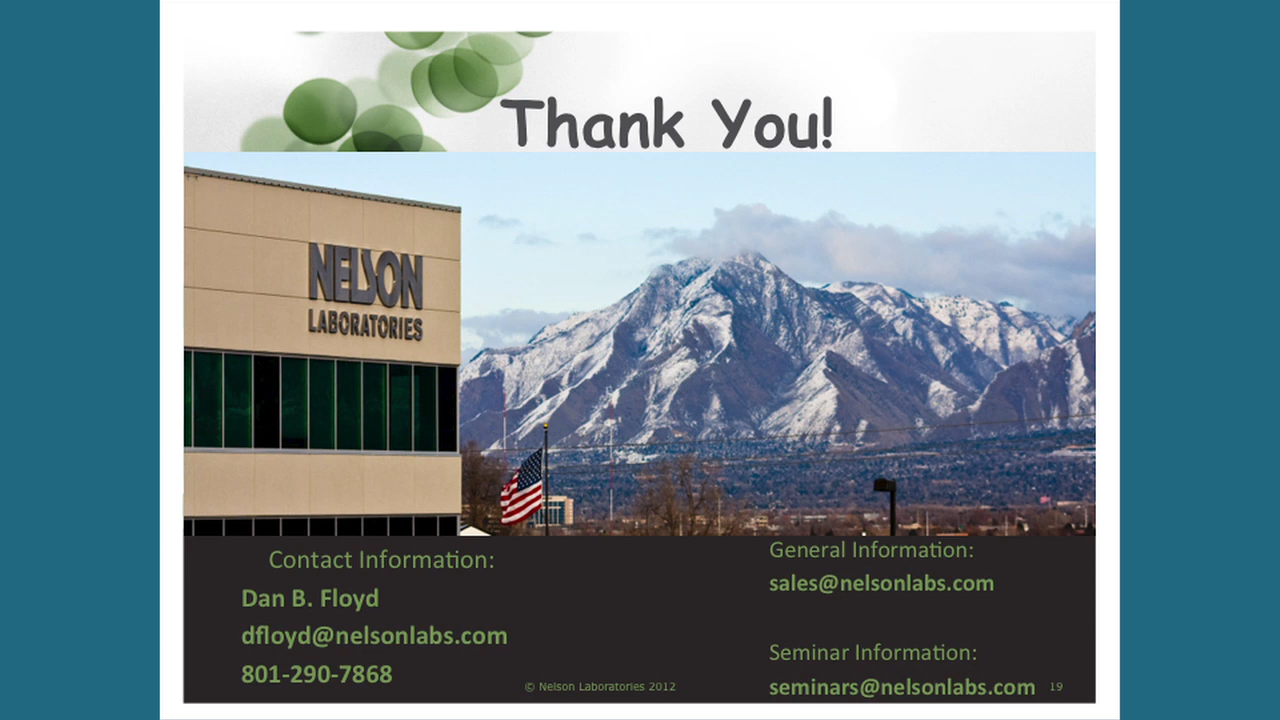 Thank You!
NELSON
LABORATORIES
Contact Information:
Dan B. Floyd
dfloyd@nelsonlabs.com
801-290-7868
General Information:
sales@nelsonlabs.com
Seminar Information:
seminars@nelsonlabs.com
© Nelson Laboratories 2012
19